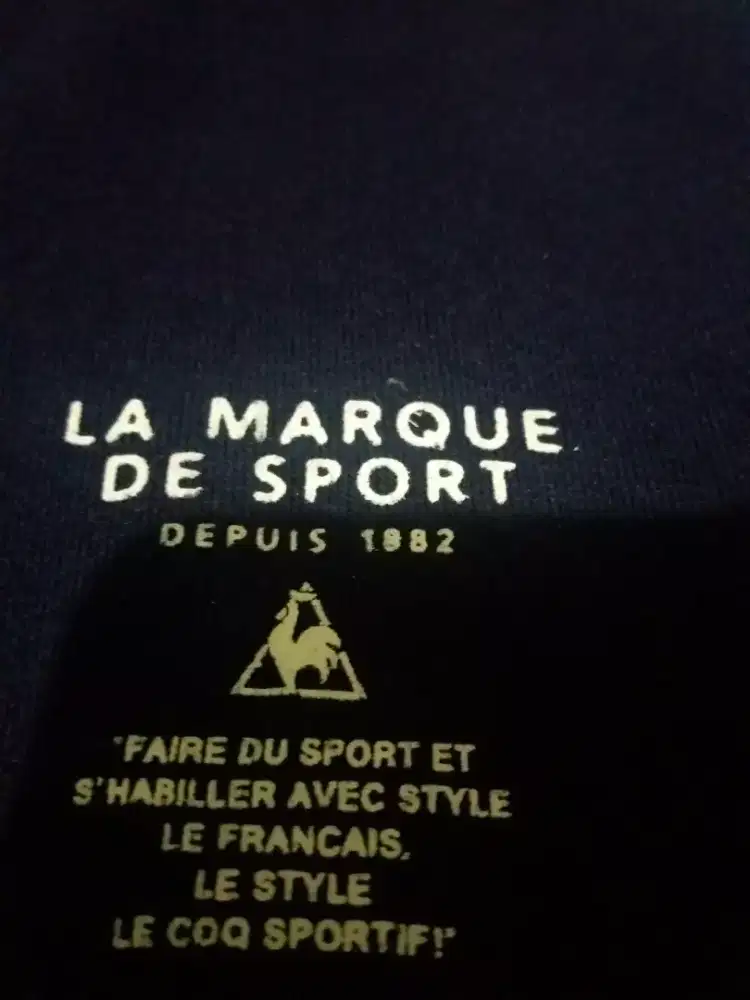 LA MARQUE
DE SPORT
DEPUIS 1882
"FAIRE DU SPORT ET
S'HABILLER AVEC STYLE
LE FRANCAIS.
LE STYLE
LE COQ SPORTIF!"